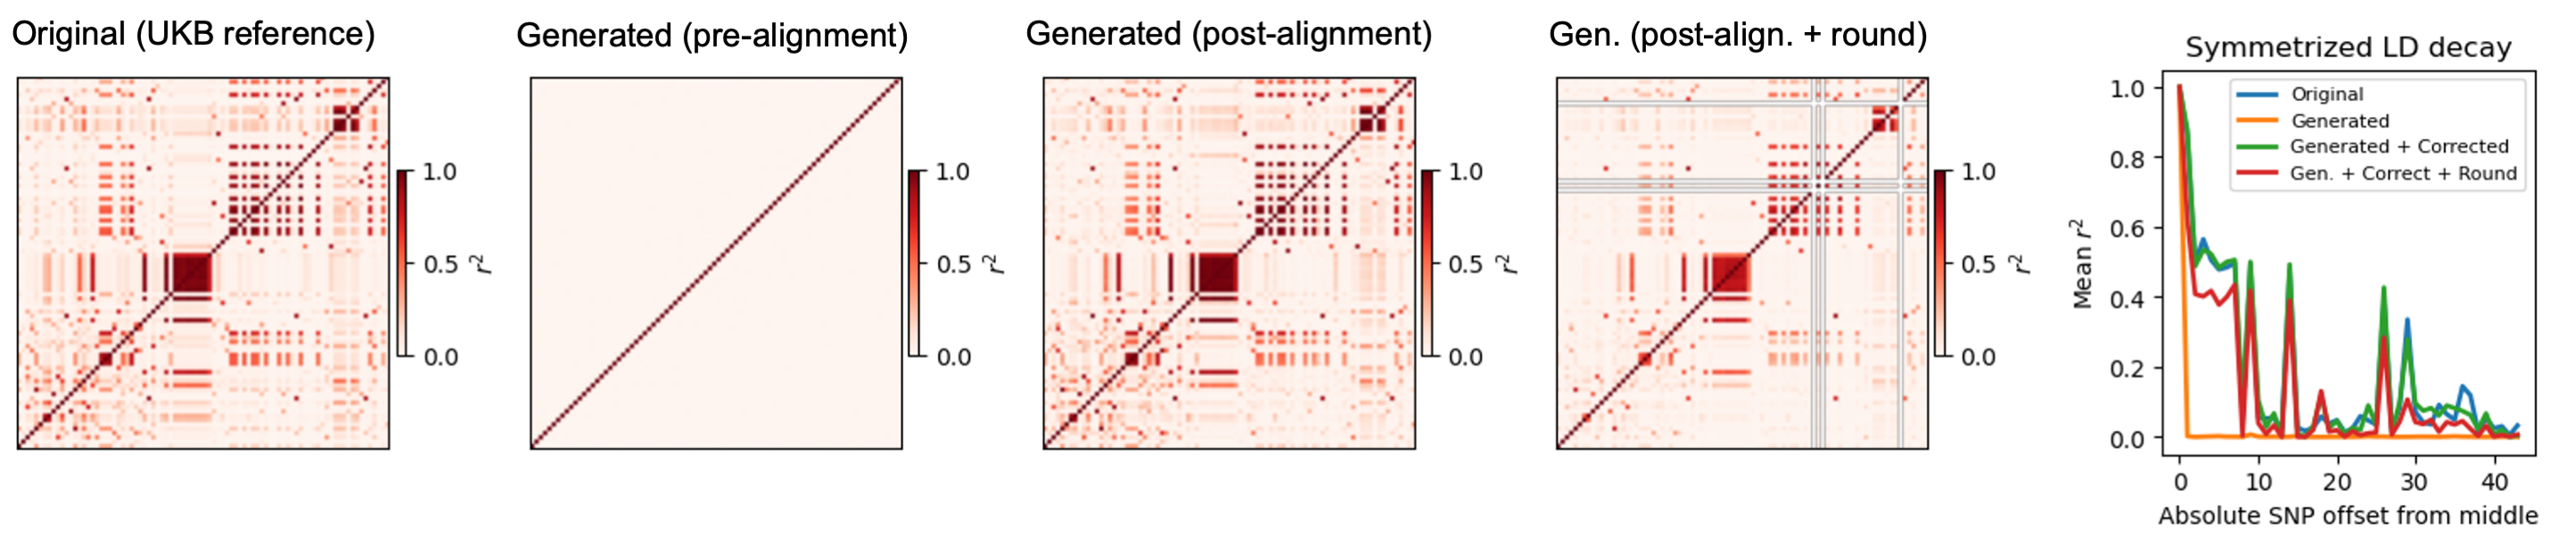 Original (UKB reference)
1.0
0.5
0.0
r²
Generated (pre-alignment)
1.0
0.5
0.0
r²
Generated (post-alignment)
1.0
0.5
0.0
r²
Gen. (post-align. + round)
1.0
0.5
0.0
r²
Symmetrized LD decay
Original
Generated
Generated + Corrected
Gen. + Correct + Round
Mean r²
1.0
0.8
0.6
0.4
0.2
0.0
0 10 20 30 40
Absolute SNP offset from middle